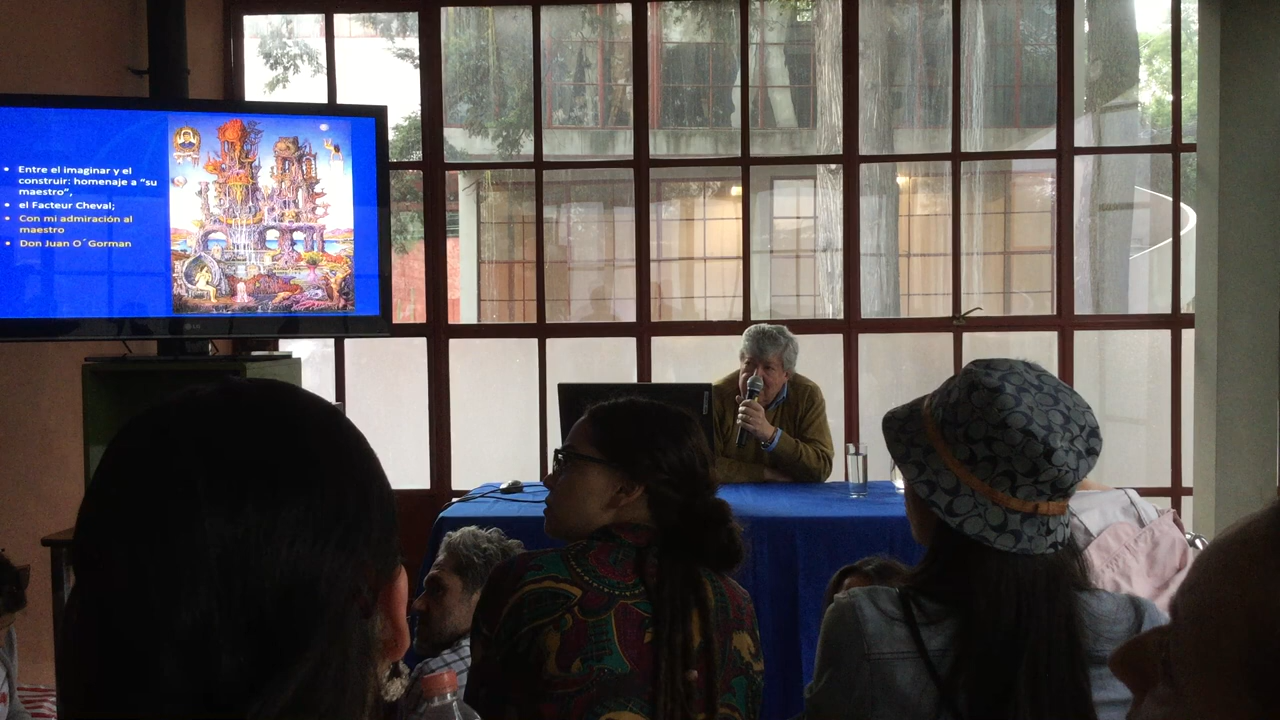 Entre el imaginar y el
construir: homenaje a “su
maestro”,
el Facteur Cheval;
Con mi admiración al
maestro
Don Juan O´Gorman
LG